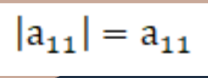 |a₁₁| = a₁₁